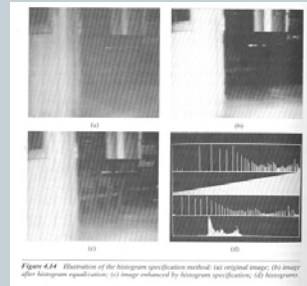 (a)
(b)
(c)
(d)
Figure 4.14 Illustration of the histogram specification method: (a) original image; (b) image
after histogram equalization; (c) image enhanced by histogram specification; (d) histograms.